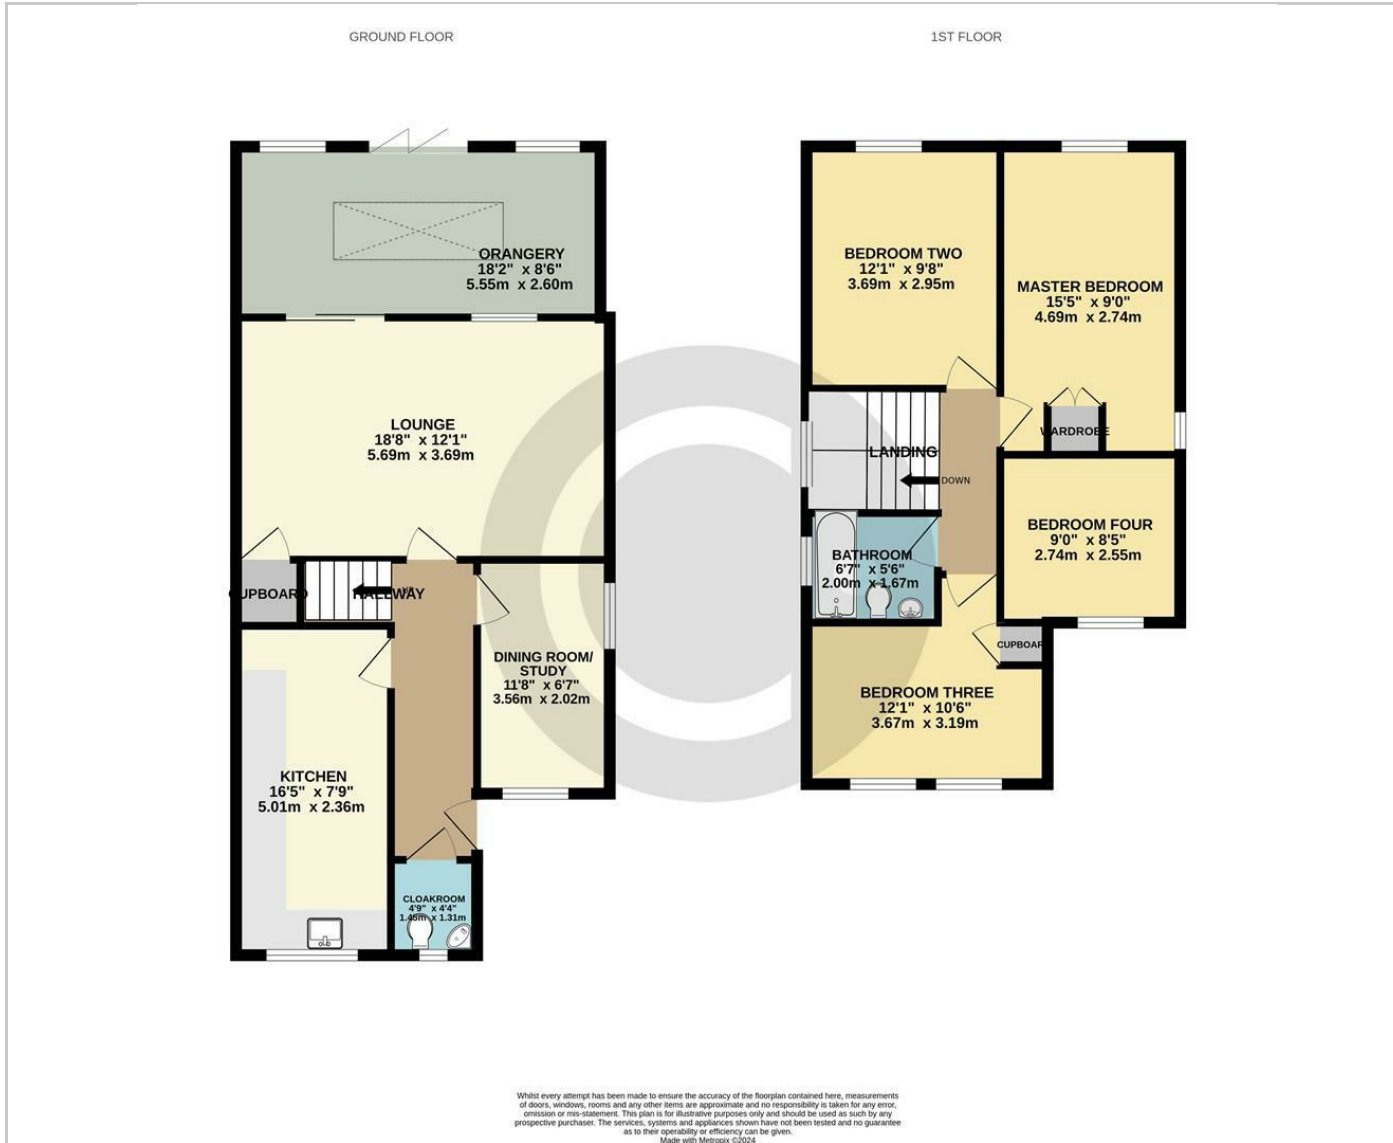 GROUND FLOOR
ORANGERY
18'2" x 8'6"
5.55m x 2.60m
LOUNGE
18'8" x 12'1"
5.69m x 3.69m
CUPBOARD
HALLWAY
DINING ROOM/
STUDY
11'8" x 6'7"
3.56m x 2.02m
KITCHEN
16'5" x 7'9"
5.01m x 2.36m
CLOAKROOM
4'9" x 4'4"
1.45m x 1.31m
1ST FLOOR
BEDROOM TWO
12'1" x 9'8"
3.69m x 2.95m
MASTER BEDROOM
15'5" x 9'0"
4.69m x 2.74m
WARDROBE
LANDING
DOWN
BEDROOM FOUR
9'0" x 8'5"
2.74m x 2.55m
BATHROOM
6'7" x 5'6"
2.00m x 1.67m
CUPBOAR
BEDROOM THREE
12'1" x 10'6"
3.67m x 3.19m
Whilst every attempt has been made to ensure the accuracy of the floorplan contained here, measurements
of doors, windows, rooms and any other items are approximate and no responsibility is taken for any error,
omission or mis-statement. This plan is for illustrative purposes only and should be used as such by any
prospective purchaser. The services, systems and appliances shown have not been tested and no guarantee
as to their operability or efficiency can be given.
Made with Metropix ©2024